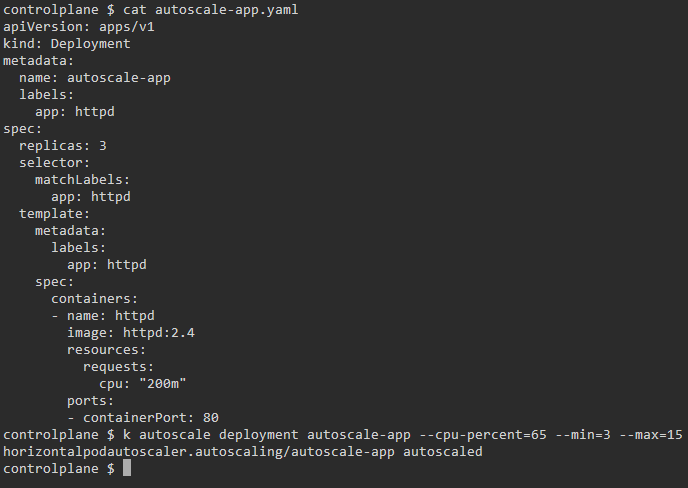 controlplane $ cat autoscale-app.yaml
apiVersion: apps/v1
kind: Deployment
metadata:
  name: autoscale-app
  labels:
    app: httpd
spec:
  replicas: 3
  selector:
    matchLabels:
      app: httpd
  template:
    metadata:
      labels:
        app: httpd
    spec:
      containers:
      - name: httpd
        image: httpd:2.4
        resources:
          requests:
            cpu: "200m"
        ports:
        - containerPort: 80
controlplane $ k autoscale deployment autoscale-app --cpu-percent=65 --min=3 --max=15
horizontalpodautoscaler.autoscaling/autoscale-app autoscaled
controlplane $